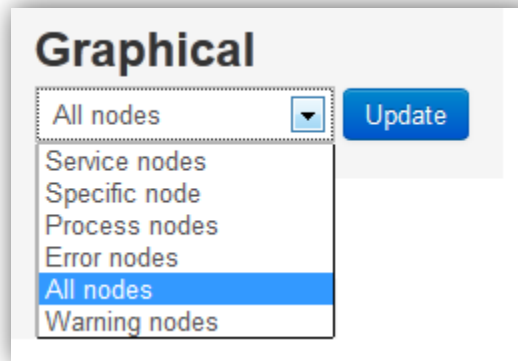 Graphical
All nodes Update
Service nodes
Specific node
Process nodes
Error nodes
All nodes
Warning nodes